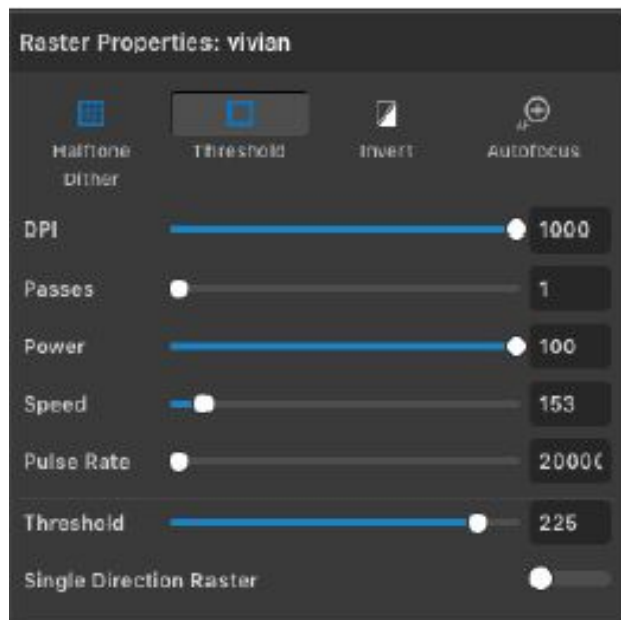 Raster Properties: vivian
Halftone Dither
Threshold
Invert
Autofocus
DPI 1000
Passes 1
Power 100
Speed 153
Pulse Rate 2000
Threshold 225
Single Direction Raster